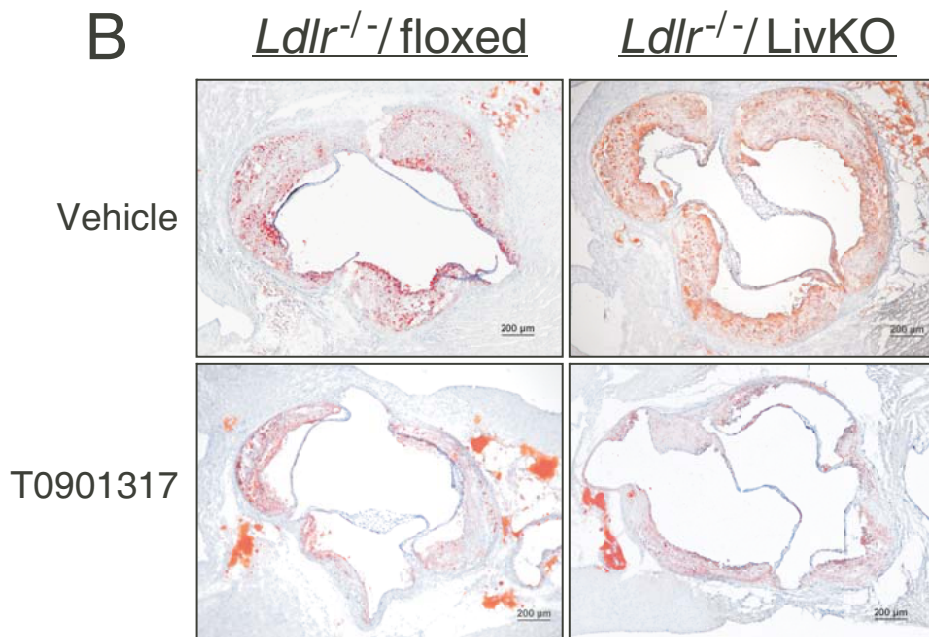 B
Ldlr-/-/ floxed
Ldlr-/-/ LivKO
Vehicle
200 µm
200 µm
T0901317
200 µm
200 µm